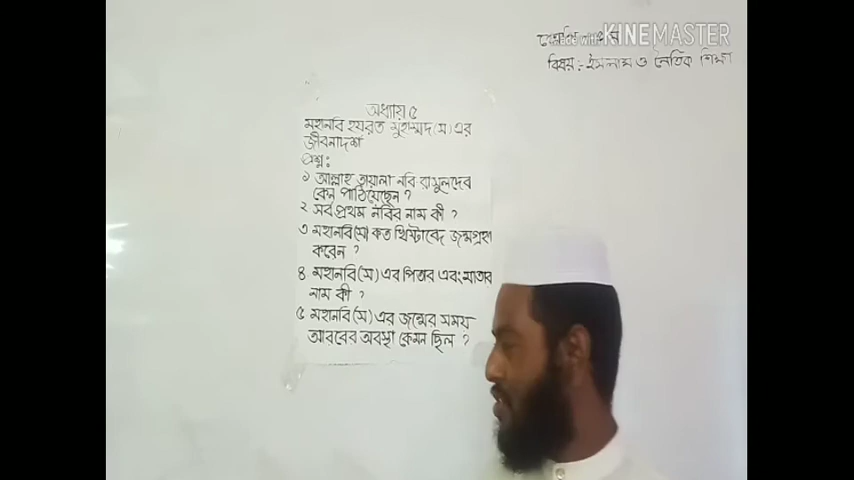 KINEMASTER
বিষয় :- ইসলাম ও নৈতিক শিক্ষা
অধ্যায় ৫
মহানবি হযরত মুহাম্মদ (স) এর
জীবনাদর্শ
প্রশ্ন:
১ আল্লাহ তায়ালা নবি রাসুলদের
কেন পাঠিয়েছেন ?
২ সর্ব প্রথম নবির নাম কী ?
৩ মহানবি (স) কত খ্রিস্টাব্দে জন্মগ্রহণ
করেন ?
৪ মহানবি (স) এর পিতার এবং মাতার
নাম কী ?
৫ মহানবি (স) এর জন্মের সময়
আরবের অবস্থা কেমন ছিল ?